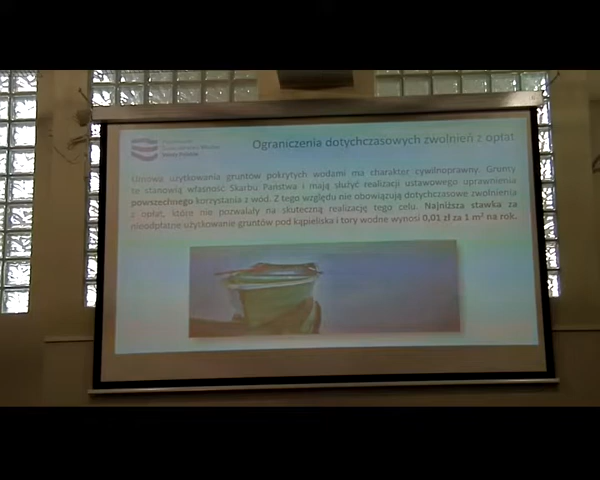 Ograniczenia dotychczasowych zwolnień z opłat
Umowa użytkowania gruntów pokrytych wodami ma charakter cywilnoprawny. Grunty
te stanowią własność Skarbu Państwa i mają służyć realizacji ustawowego uprawnienia
powszechnego korzystania z wód. Z tego względu nie obowiązują dotychczasowe zwolnienia
z opłat, które nie pozwalały na skuteczną realizację tego celu. Najniższa stawka za
nieodpłatne użytkowanie gruntów pod kąpieliska i tory wodne wynosi 0,01 zł za 1 m² na rok.